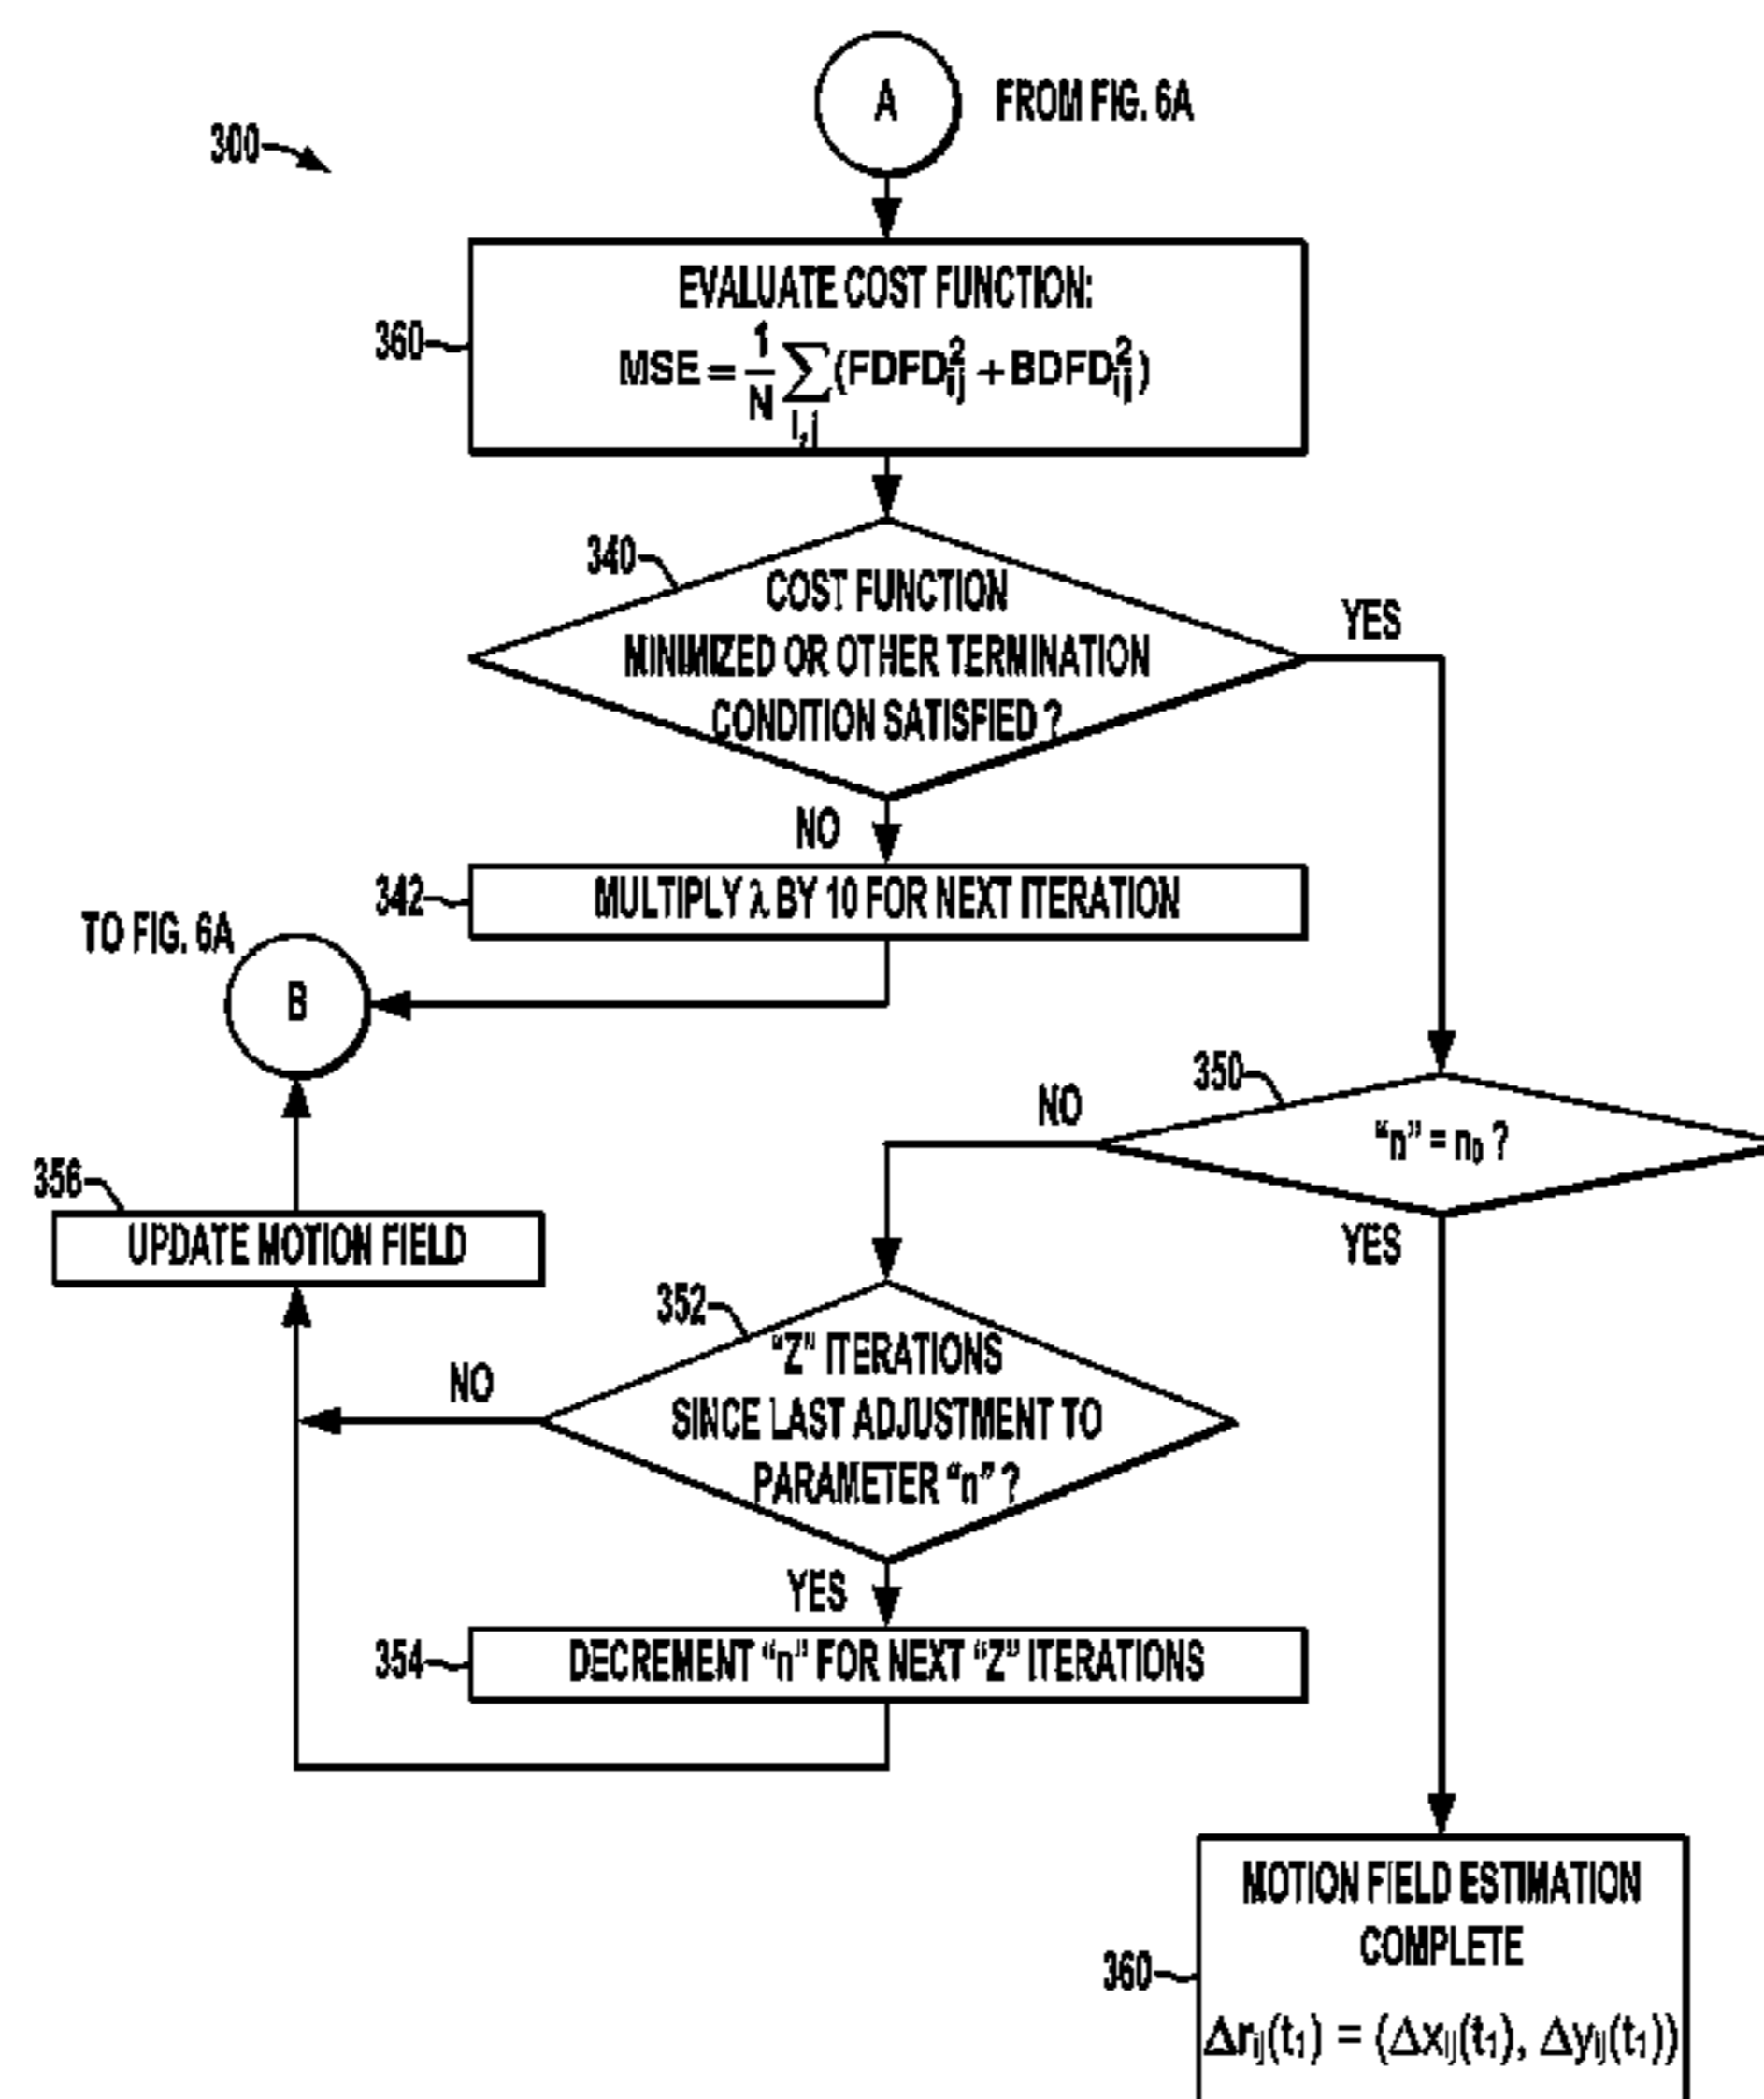 A
FROM FIG. 6A
300
EVALUATE COST FUNCTION:
360
MSE = 1/N ∑ i,j (FDFD²ij + BDFD²ij)
340
COST FUNCTION
MINIMIZED OR OTHER TERMINATION
CONDITION SATISFIED ?
YES
NO
342
MULTIPLY λ BY 10 FOR NEXT ITERATION
TO FIG. 6A
B
350
NO
"n" = n₀ ?
YES
356
UPDATE MOTION FIELD
352
"Z" ITERATIONS
SINCE LAST ADJUSTMENT TO
PARAMETER "n" ?
NO
YES
354
DECREMENT "n" FOR NEXT "Z" ITERATIONS
MOTION FIELD ESTIMATION
COMPLETE
360
Δrij(t₁) = (Δxij(t₁), Δyij(t₁))